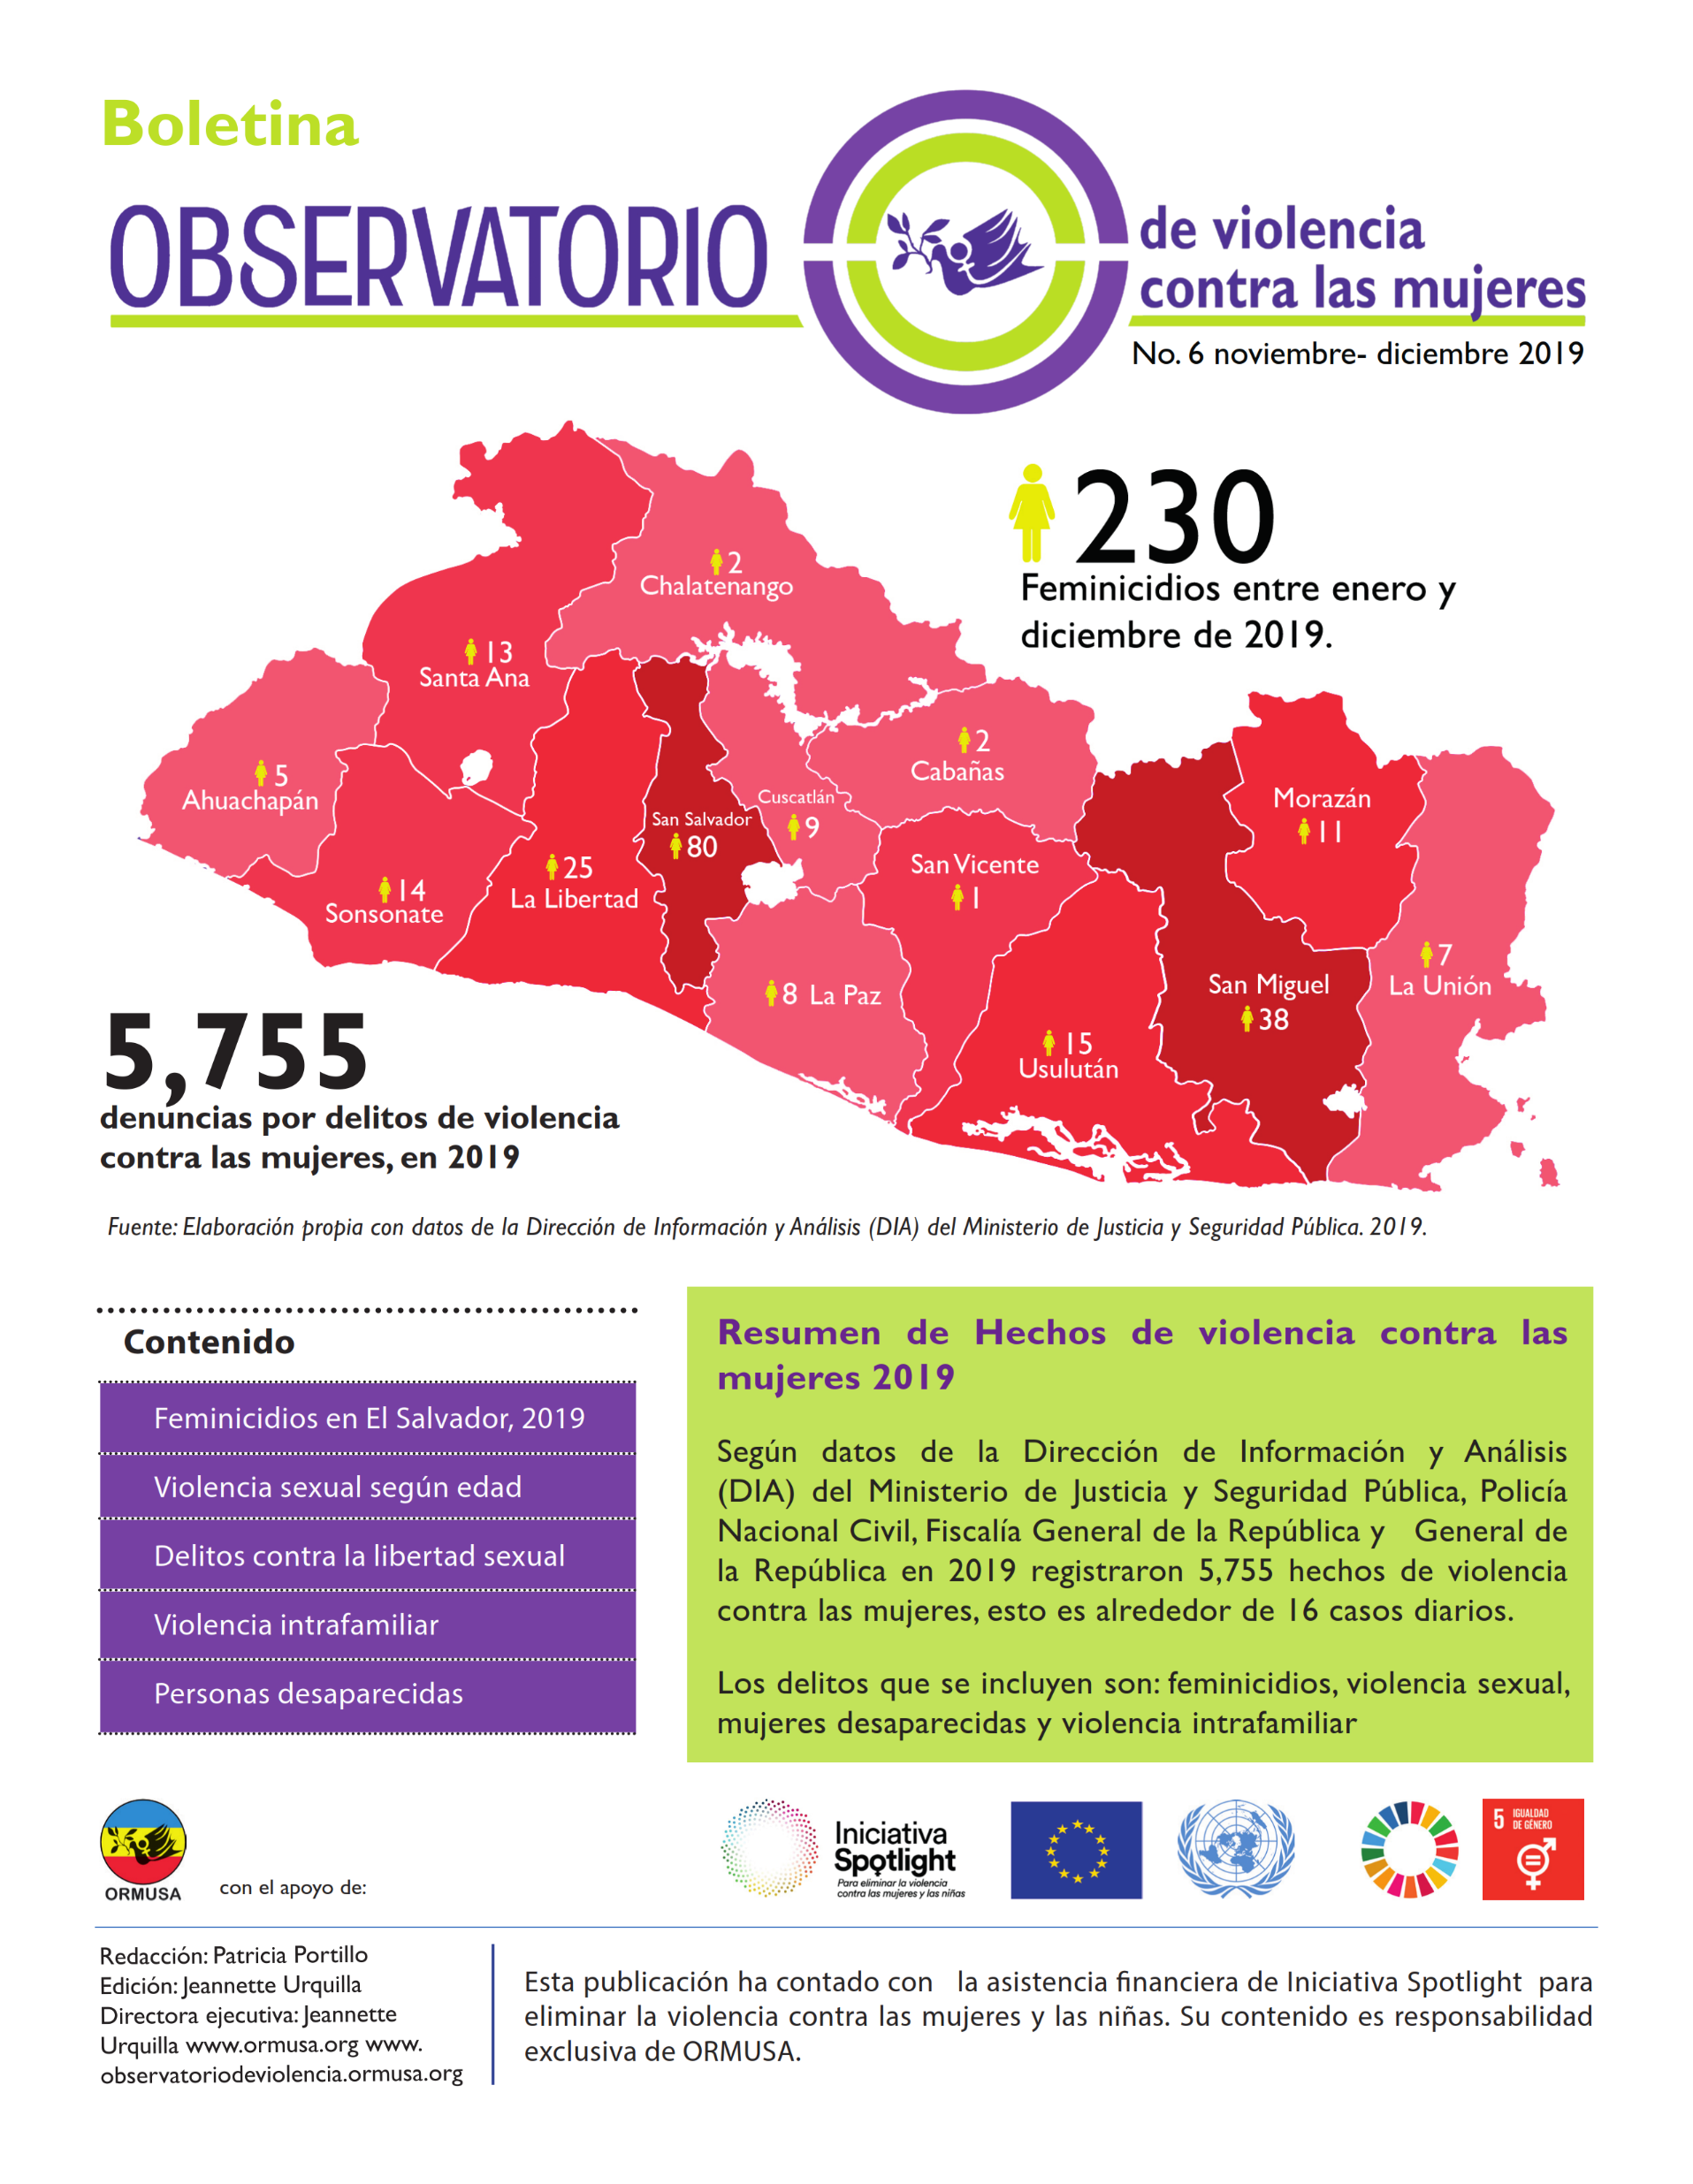 Boletina
OBSERVATORIO
de violencia
contra las mujeres
No. 6 noviembre- diciembre 2019
230
Feminicidios entre enero y
diciembre de 2019.
2
Chalatenango
13
Santa Ana
2
Cabañas
5
Ahuachapán
Cuscatlán
9
Morazán
11
San Salvador
80
25
La Libertad
San Vicente
1
14
Sonsonate
7
La Unión
8 La Paz
San Miguel
38
15
Usulután
5,755
denuncias por delitos de violencia
contra las mujeres, en 2019
Fuente: Elaboración propia con datos de la Dirección de Información y Análisis (DIA) del Ministerio de Justicia y Seguridad Pública. 2019.
Contenido
Feminicidios en El Salvador, 2019
Violencia sexual según edad
Delitos contra la libertad sexual
Violencia intrafamiliar
Personas desaparecidas
Resumen de Hechos de violencia contra las
mujeres 2019
Según datos de la Dirección de Información y Análisis
(DIA) del Ministerio de Justicia y Seguridad Pública, Policía
Nacional Civil, Fiscalía General de la República y General de
la República en 2019 registraron 5,755 hechos de violencia
contra las mujeres, esto es alrededor de 16 casos diarios.
Los delitos que se incluyen son: feminicidios, violencia sexual,
mujeres desaparecidas y violencia intrafamiliar
ORMUSA
con el apoyo de:
Iniciativa
Spotlight
Para eliminar la violencia
contra las mujeres y las niñas
5 IGUALDAD
DE GÉNERO
Redacción: Patricia Portillo
Edición: Jeannette Urquilla
Directora ejecutiva: Jeannette
Urquilla www.ormusa.org www.
observatoriodeviolencia.ormusa.org
Esta publicación ha contado con la asistencia financiera de Iniciativa Spotlight para
eliminar la violencia contra las mujeres y las niñas. Su contenido es responsabilidad
exclusiva de ORMUSA.